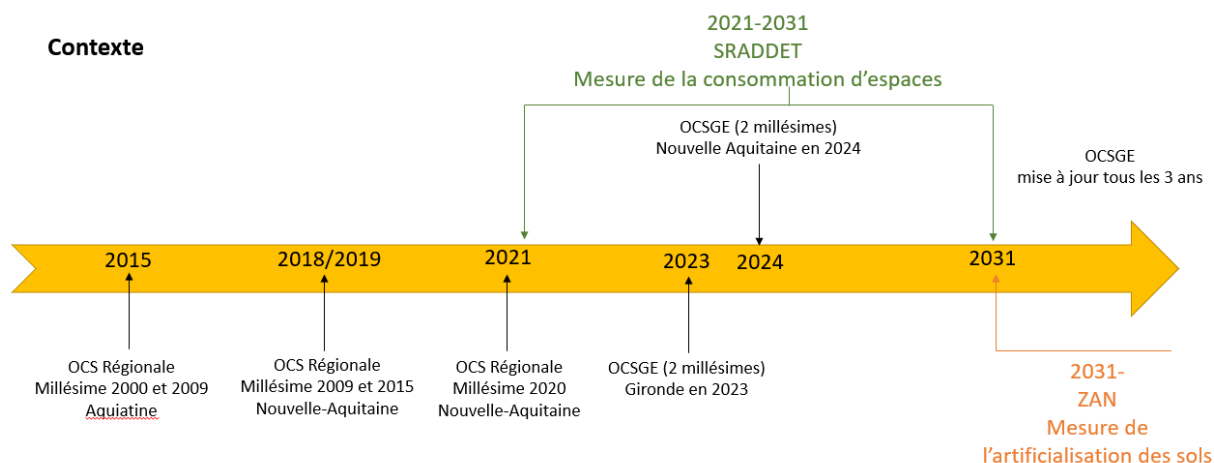 Contexte
2021-2031
SRADDET
Mesure de la consommation d'espaces
OCSGE (2 millésimes)
Nouvelle Aquitaine en 2024
OCSGE
mise à jour tous les 3 ans
2015
2018/2019
2021
2023
2024
2031
OCS Régionale
Millésime 2000 et 2009
Aquiatine
OCS Régionale
Millésime 2009 et 2015
Nouvelle-Aquitaine
OCS Régionale
Millésime 2020
Nouvelle-Aquitaine
OCSGE (2 millésimes)
Gironde en 2023
2031-
ZAN
Mesure de
l'artificialisation des sols